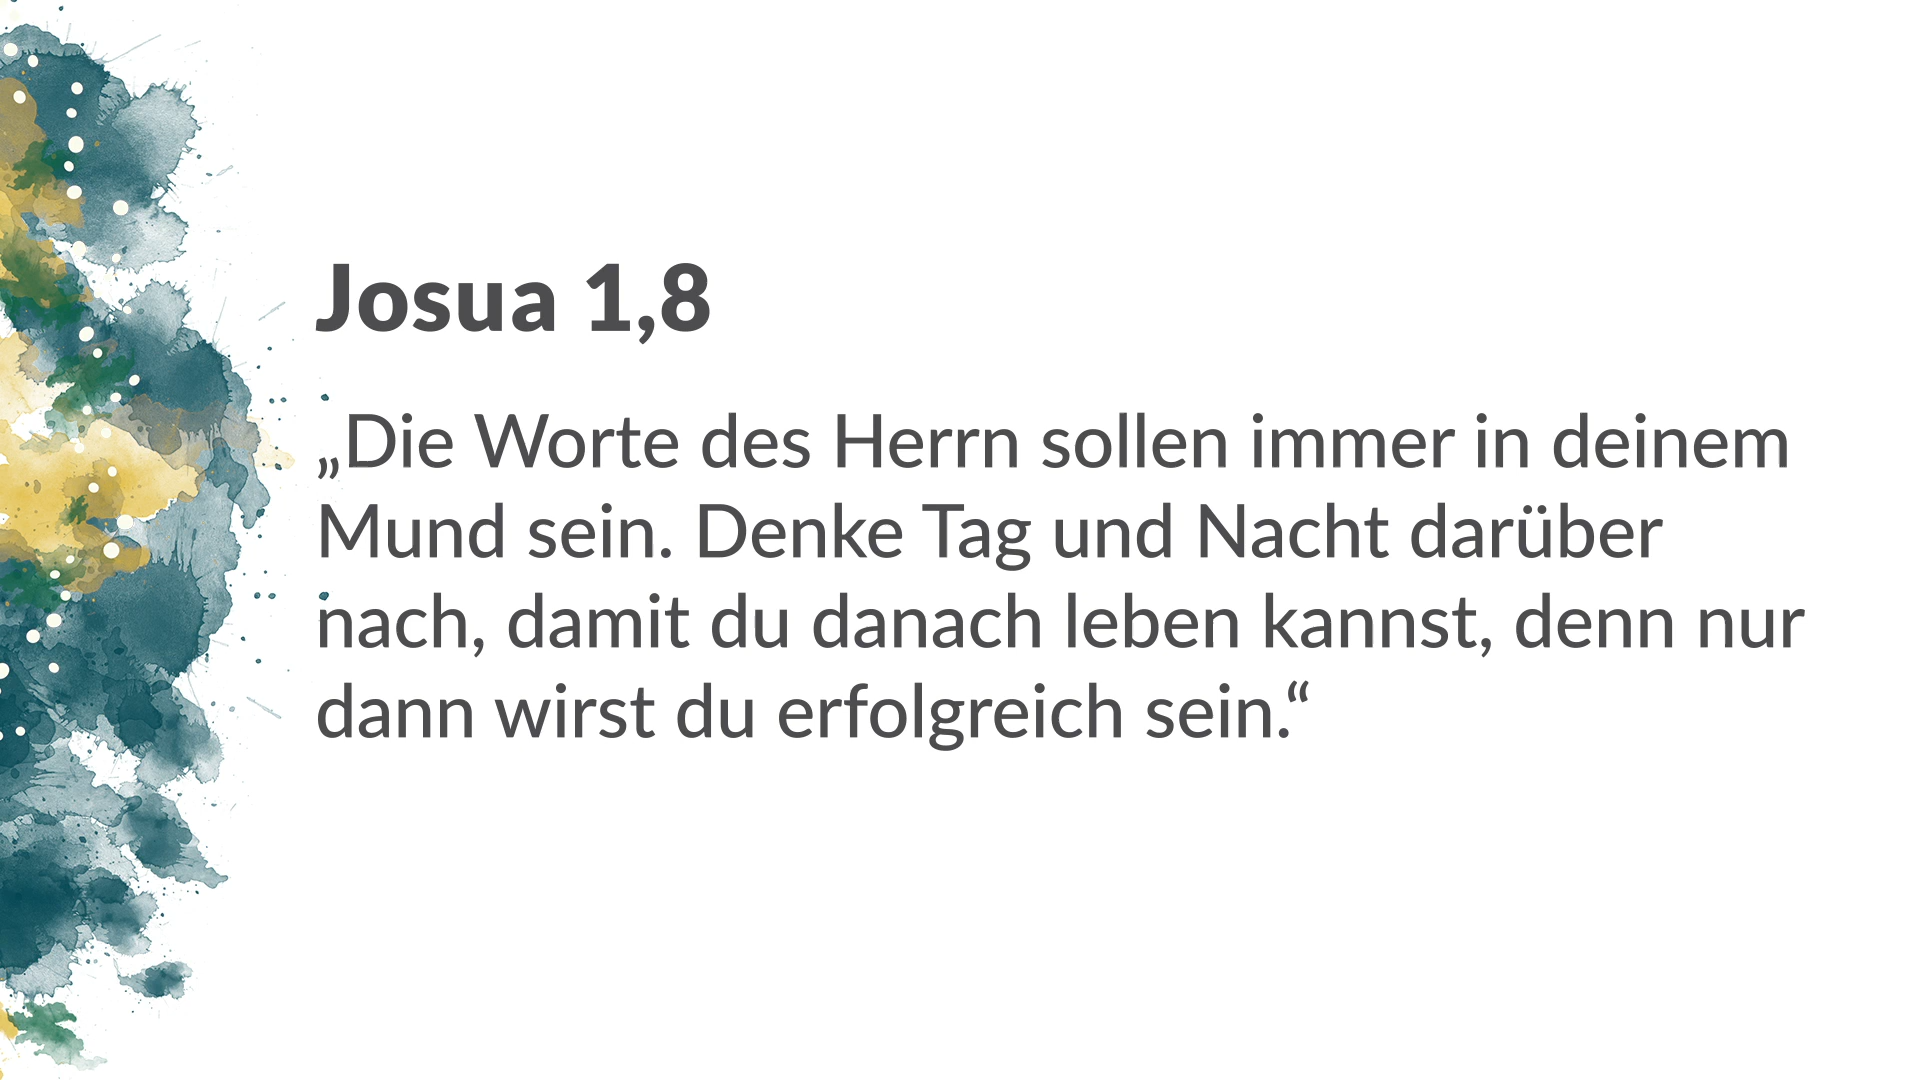 Josua 1,8
„Die Worte des Herrn sollen immer in deinem
Mund sein. Denke Tag und Nacht darüber
nach, damit du danach leben kannst, denn nur
dann wirst du erfolgreich sein.“